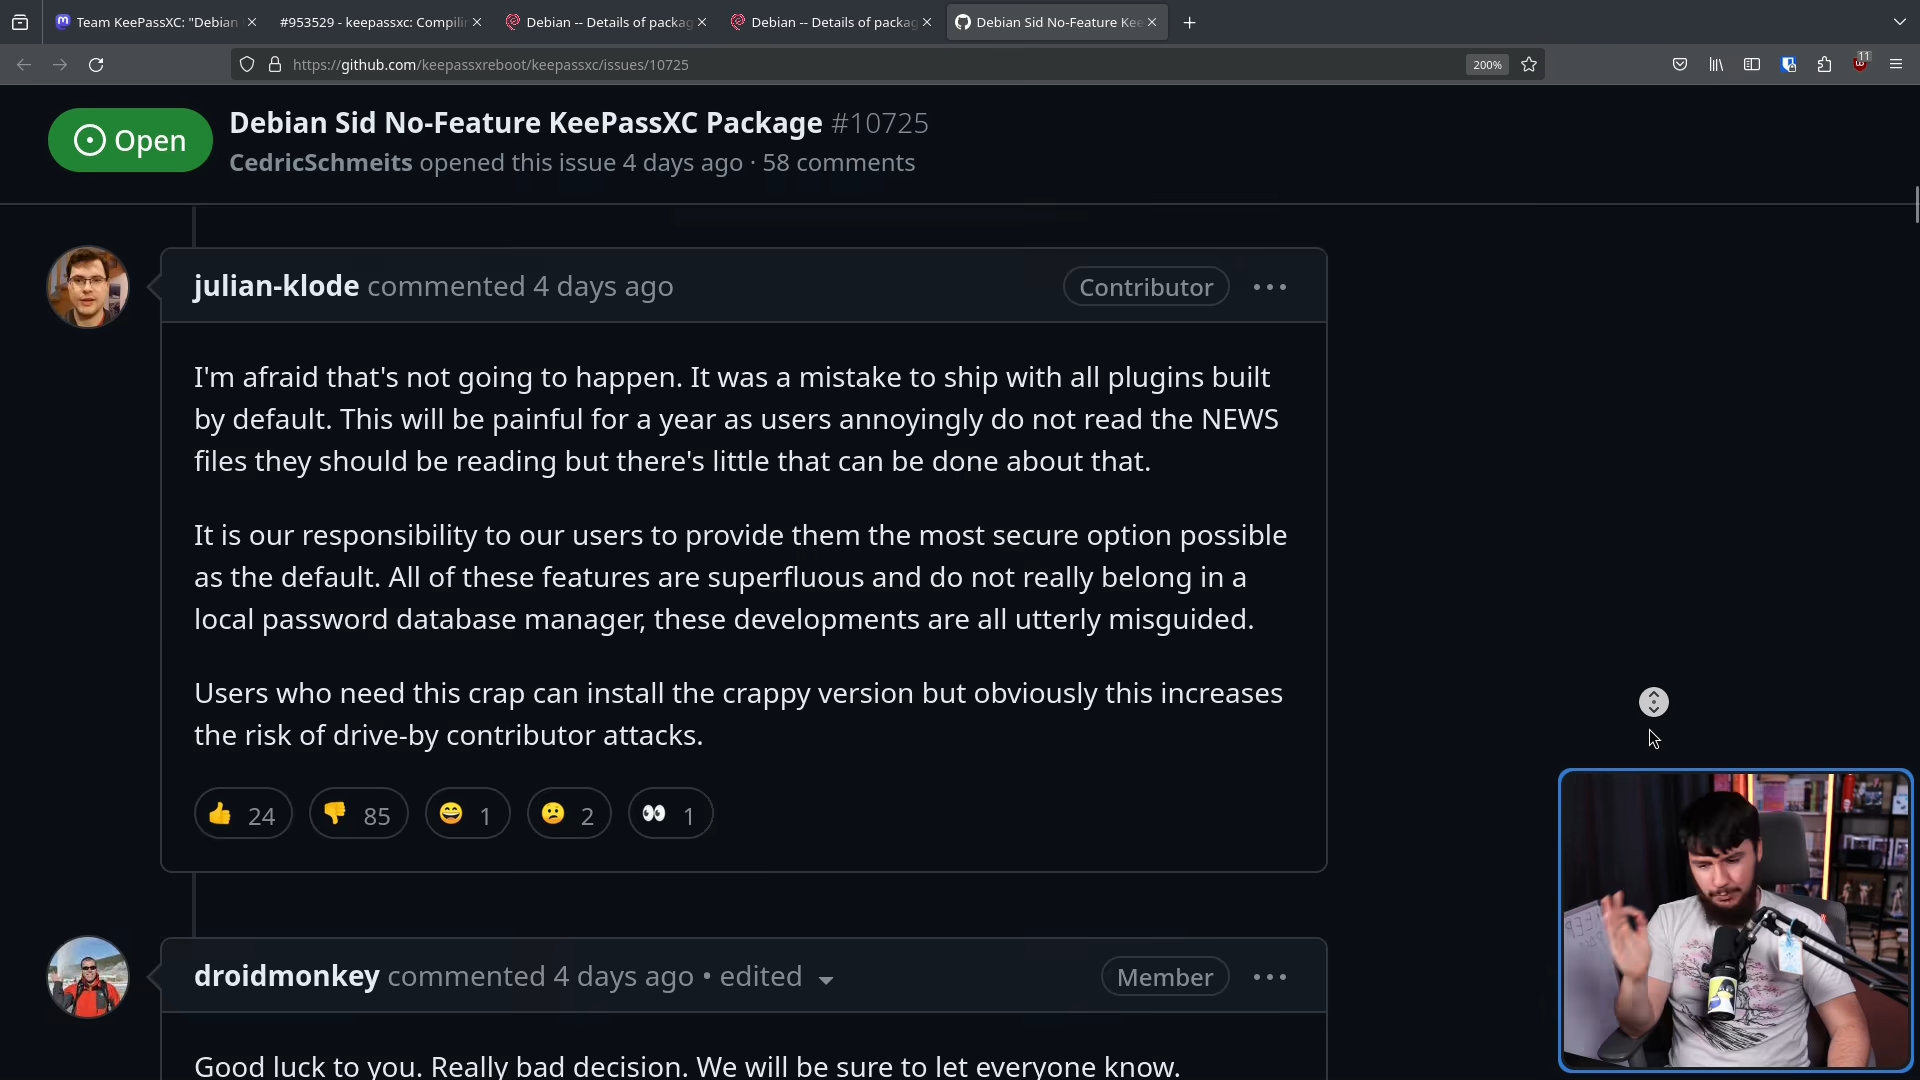 Team KeePassXC: "Debian
#953529 - keepassxc: Compilin
Debian -- Details of packag
Debian -- Details of packag
Debian Sid No-Feature Kee
https://github.com/keepassxreboot/keepassxc/issues/10725
200%
11
Open
Debian Sid No-Feature KeePassXC Package #10725
CedricSchmeits opened this issue 4 days ago · 58 comments
julian-klode commented 4 days ago
Contributor
I'm afraid that's not going to happen. It was a mistake to ship with all plugins built
by default. This will be painful for a year as users annoyingly do not read the NEWS
files they should be reading but there's little that can be done about that.
It is our responsibility to our users to provide them the most secure option possible
as the default. All of these features are superfluous and do not really belong in a
local password database manager, these developments are all utterly misguided.
Users who need this crap can install the crappy version but obviously this increases
the risk of drive-by contributor attacks.
👍 24 👎 85 😄 1 😕 2 👀 1
droidmonkey commented 4 days ago • edited
Member
Good luck to you. Really bad decision. We will be sure to let everyone know.